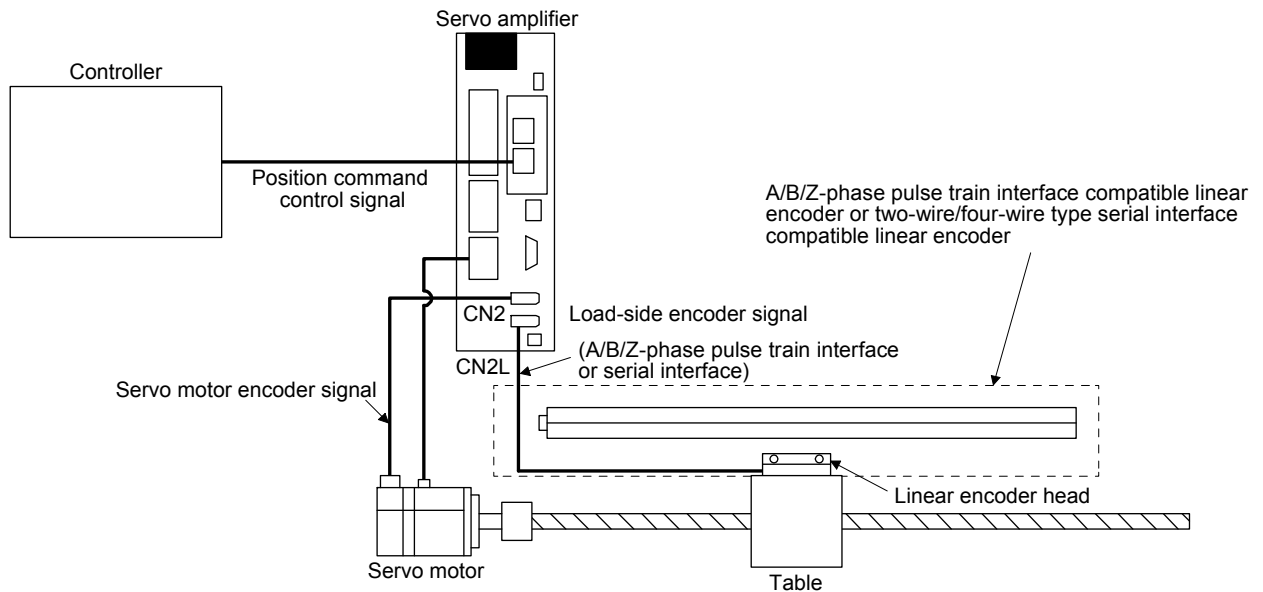 Servo amplifier
Controller
Position command
control signal
A/B/Z-phase pulse train interface compatible linear
encoder or two-wire/four-wire type serial interface
compatible linear encoder
CN2
Load-side encoder signal
(A/B/Z-phase pulse train interface
or serial interface)
CN2L
Servo motor encoder signal
Linear encoder head
Servo motor
Table